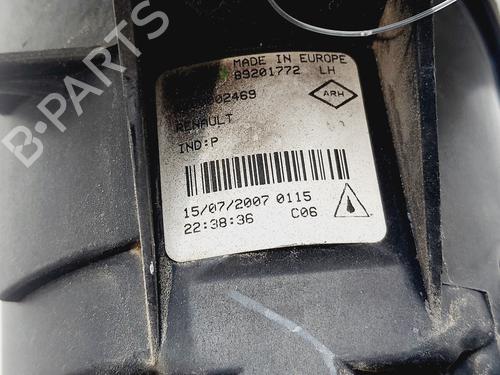 B-PARTS
MADE IN EUROPE
89201772 LH
ARH
RENAULT
IND:P
15/07/2007 0115
22:38:36 C06